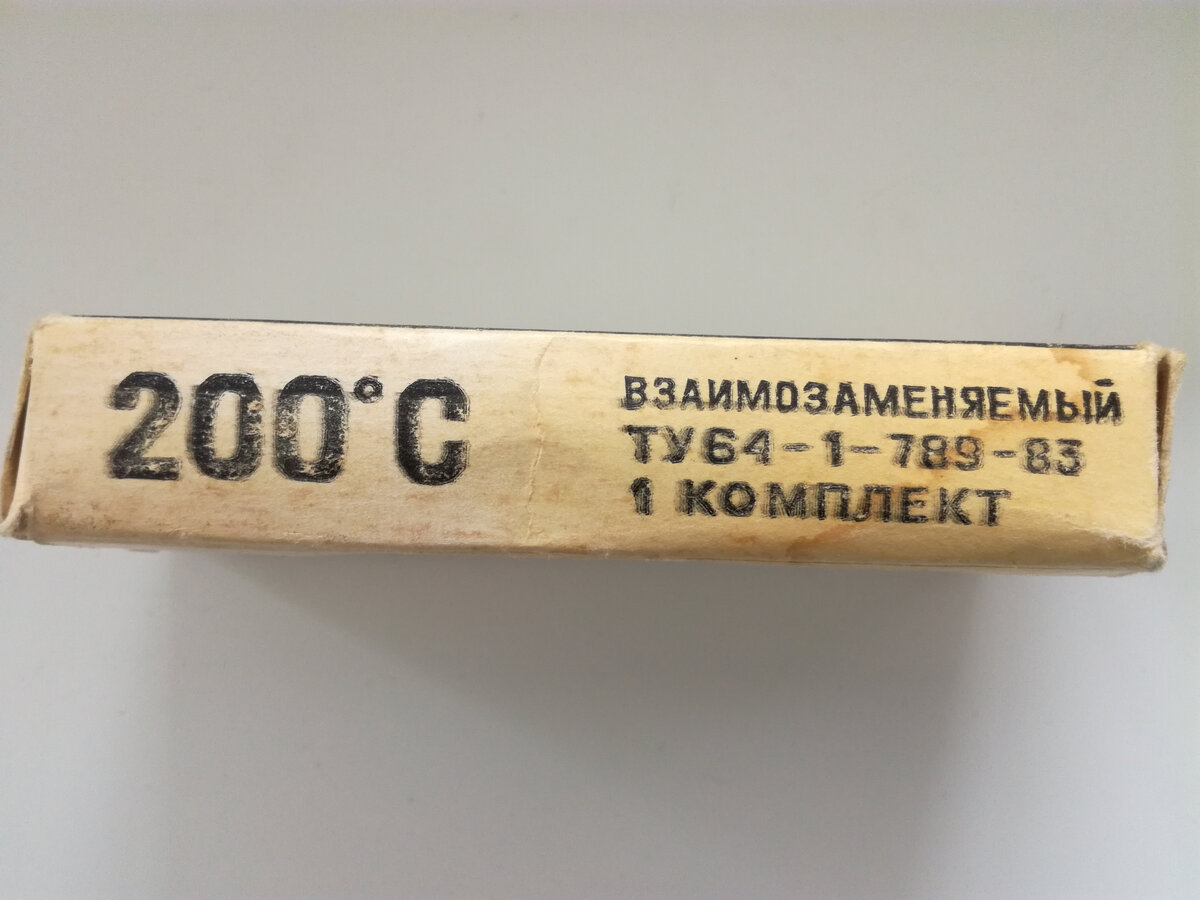 200°С
ВЗАИМОЗАМЕНЯЕМЫЙ
ТУ64-1-789-83
1 КОМПЛЕКТ